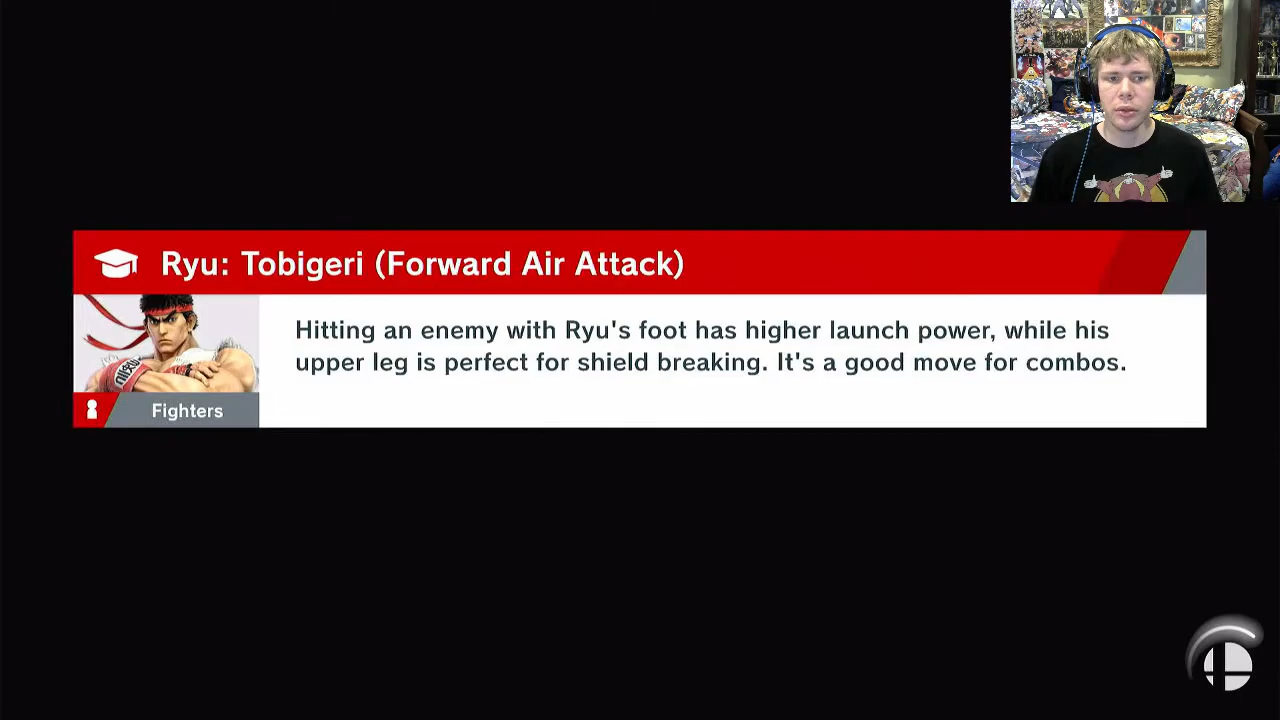 Ryu: Tobigeri (Forward Air Attack)
Hitting an enemy with Ryu's foot has higher launch power, while his
upper leg is perfect for shield breaking. It's a good move for combos.
Fighters